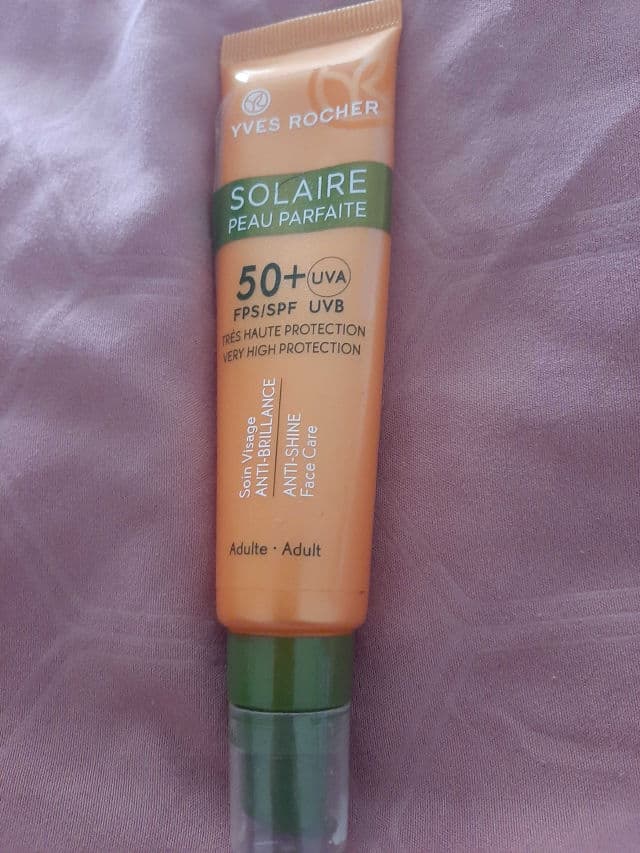 YVES ROCHER
SOLAIRE
PEAU PARFAITE
50+ UVA
FPS/SPF UVB
TRÈS HAUTE PROTECTION
VERY HIGH PROTECTION
Soin Visage
ANTI-BRILLANCE
ANTI-SHINE
Face Care
Adulte · Adult